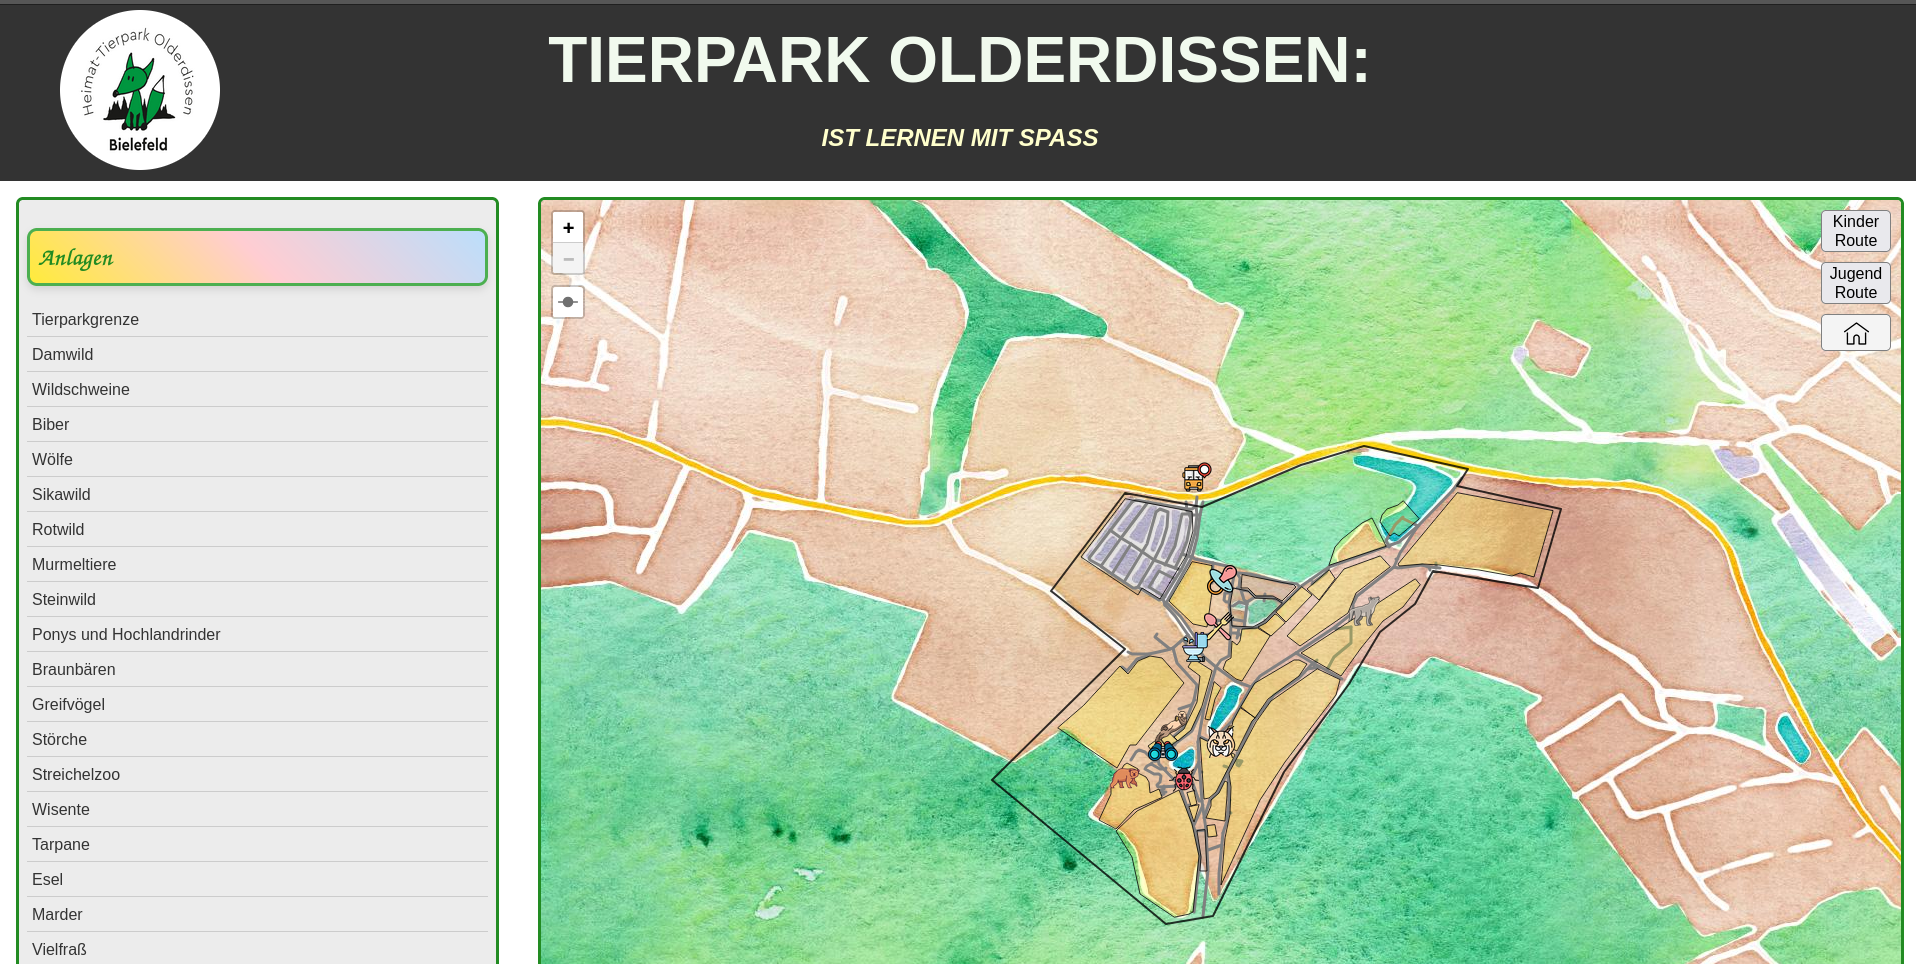 Heimat-Tierpark Olderdissen
Bielefeld
TIERPARK OLDERDISSEN:
IST LERNEN MIT SPASS
Anlagen
Tierparkgrenze
Damwild
Wildschweine
Biber
Wölfe
Sikawild
Rotwild
Murmeltiere
Steinwild
Ponys und Hochlandrinder
Braunbären
Greifvögel
Störche
Streichelzoo
Wisente
Tarpane
Esel
Marder
Vielfraß
+
−
Kinder
Route
Jugend
Route